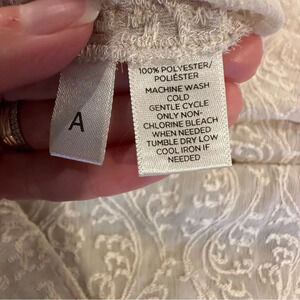 A
100% POLYESTER/
POLIÉSTER
MACHINE WASH
COLD
GENTLE CYCLE
ONLY NON-
CHLORINE BLEACH
WHEN NEEDED
TUMBLE DRY LOW
COOL IRON IF
NEEDED